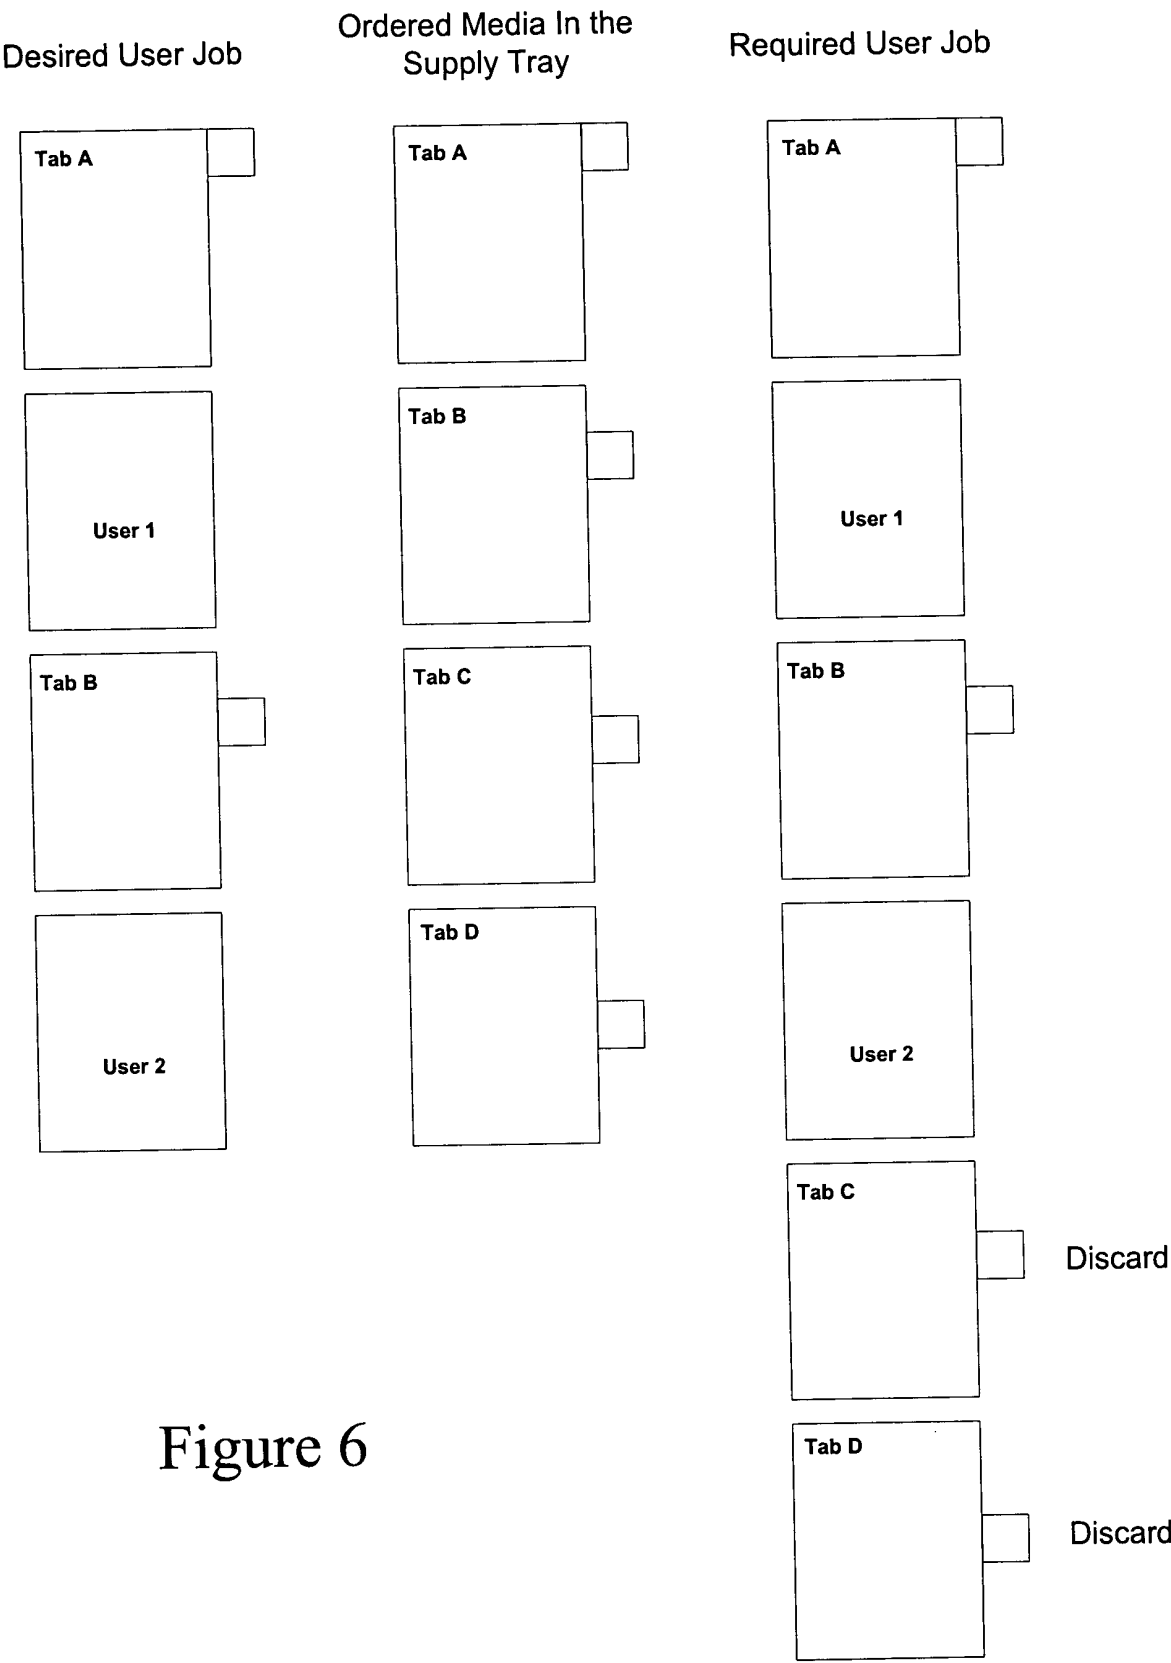 Desired User Job
Ordered Media In the
Supply Tray
Required User Job
Tab A
User 1
Tab B
User 2
Tab A
Tab B
Tab C
Tab D
Tab A
User 1
Tab B
User 2
Tab C
Discard
Tab D
Discard
Figure 6